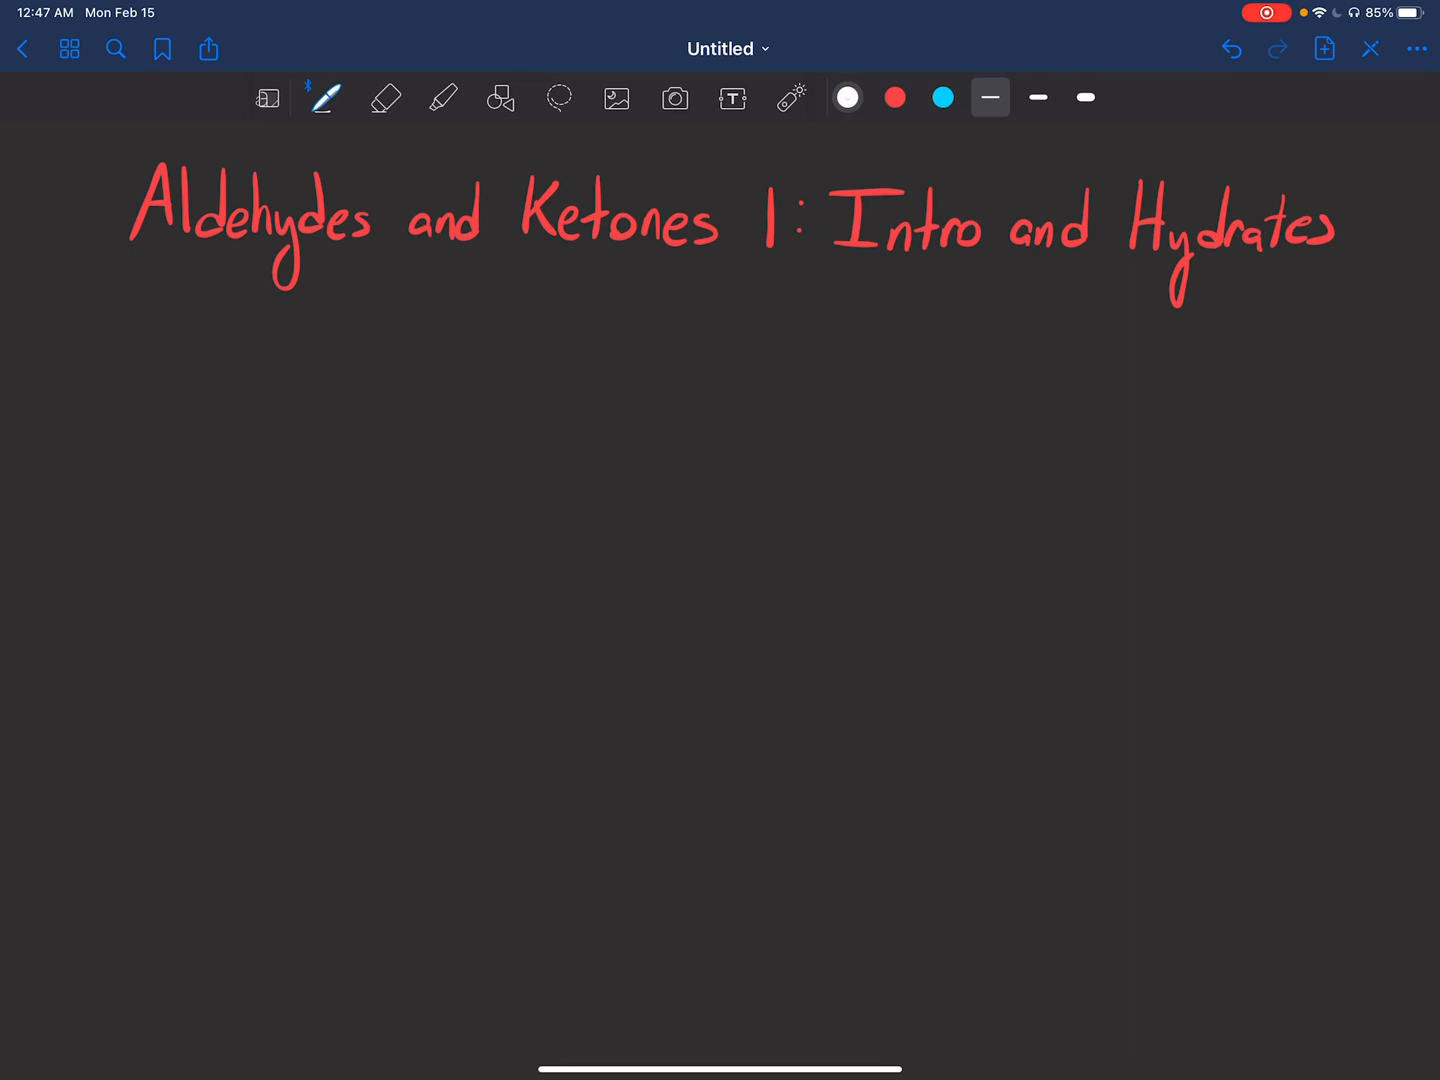 12:47 AM Mon Feb 15
85%
Untitled
T
Aldehydes and Ketones 1: Intro and Hydrates